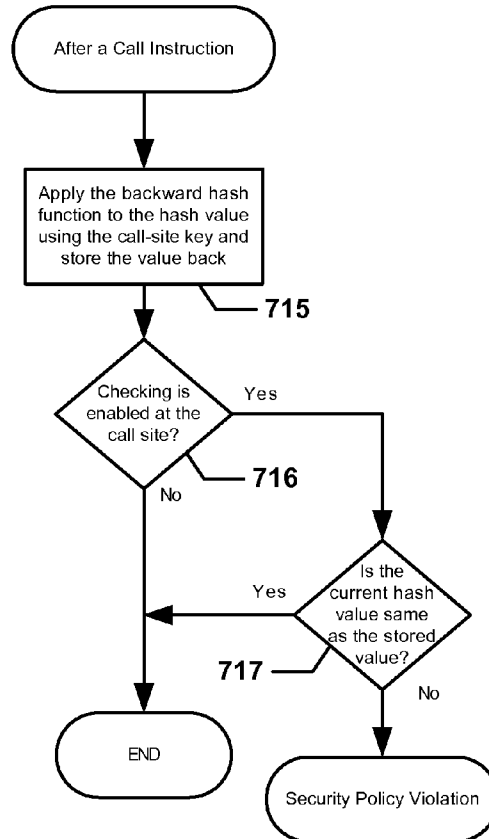 After a Call Instruction
Apply the backward hash
function to the hash value
using the call-site key and
store the value back
715
Checking is
enabled at the
call site?
Yes
716
No
Is the
current hash
value same
as the stored
value?
Yes
717
No
END
Security Policy Violation